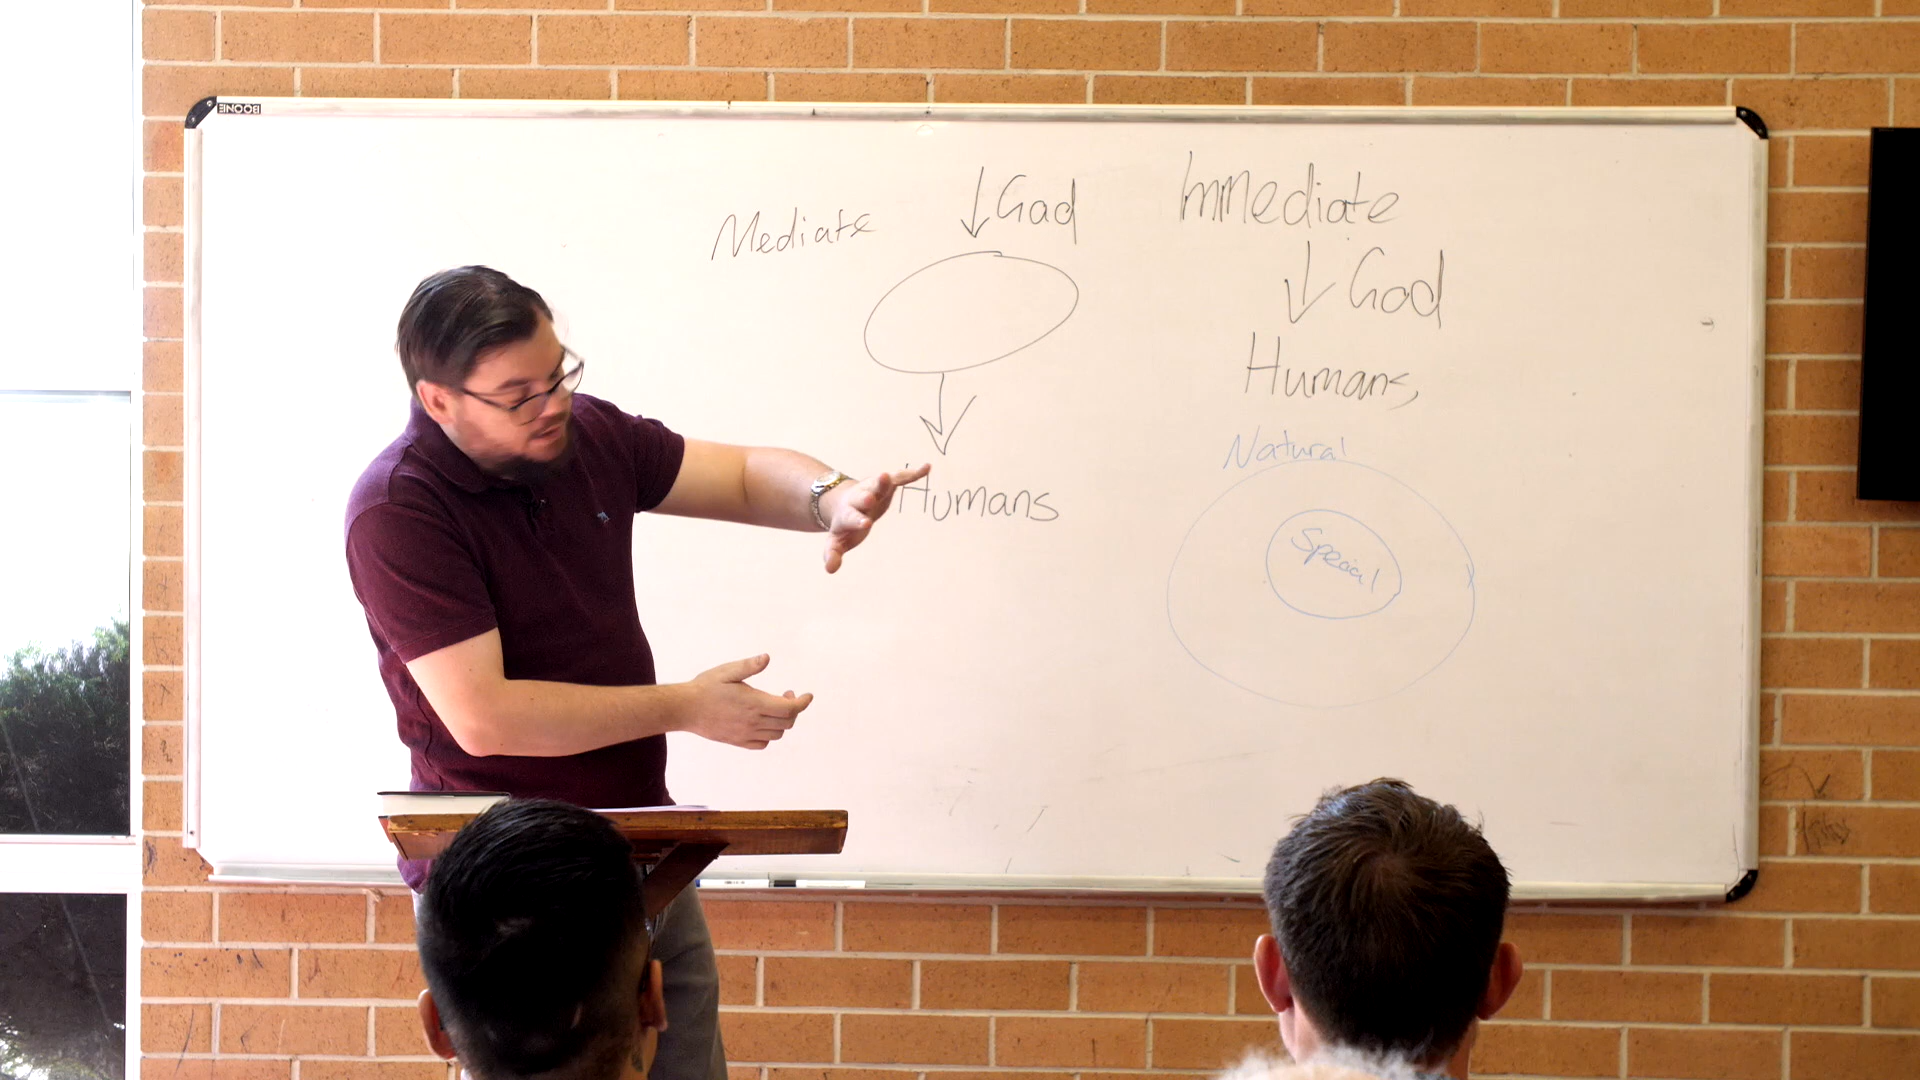 BOONE
Mediate
God
Humans
Immediate
God
Humans
Natural
Special